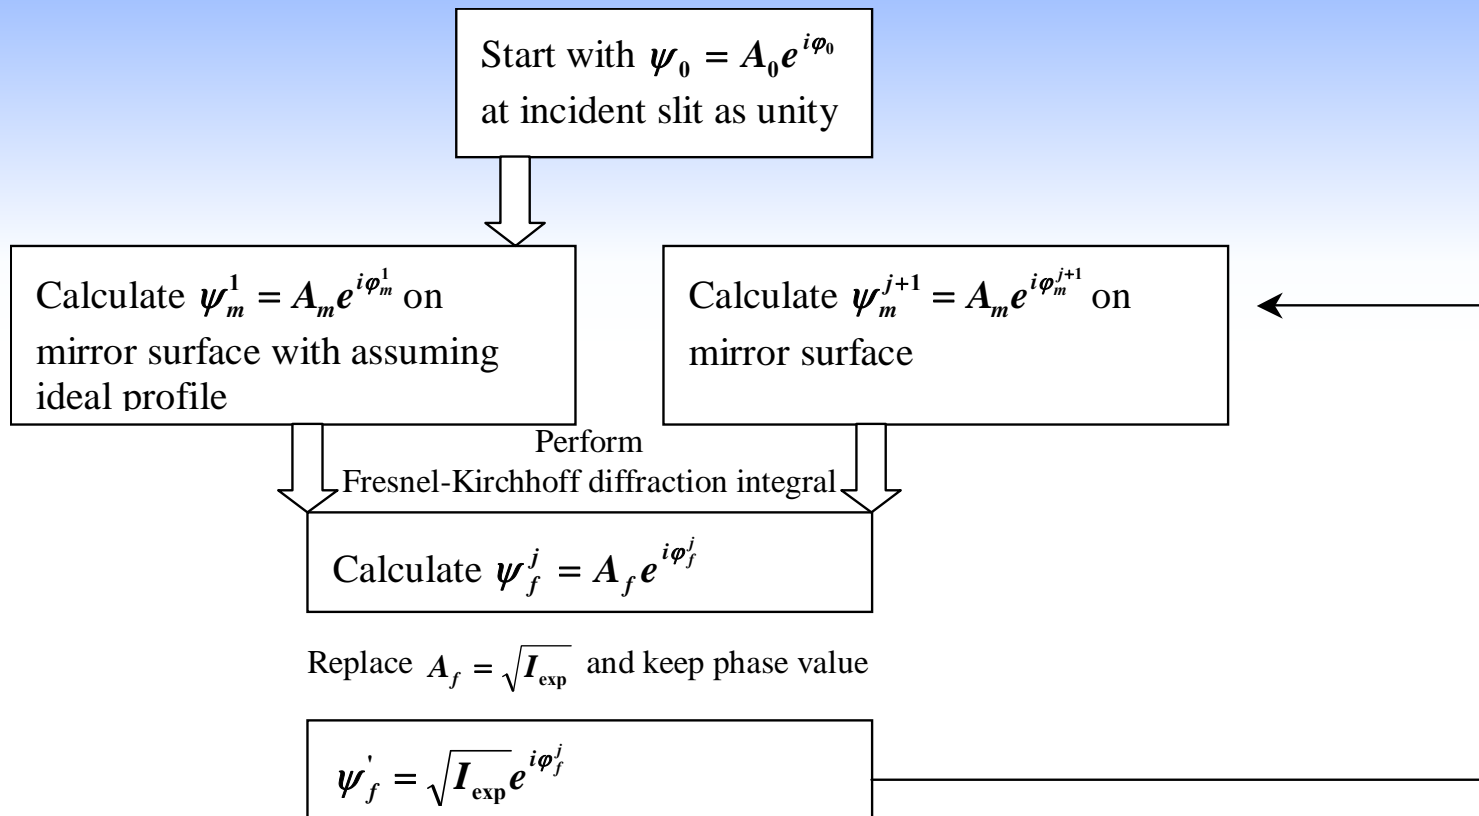 Start with ψ₀ = A₀e^{iφ₀}
at incident slit as unity
Calculate ψ_m^1 = A_m e^{iφ_m^1} on
mirror surface with assuming
ideal profile
Calculate ψ_m^{j+1} = A_m e^{iφ_m^{j+1}} on
mirror surface
Perform
Fresnel-Kirchhoff diffraction integral
Calculate ψ_f^j = A_f e^{iφ_f^j}
Replace A_f = √I_exp and keep phase value
ψ_f^' = √I_exp e^{iφ_f^j}